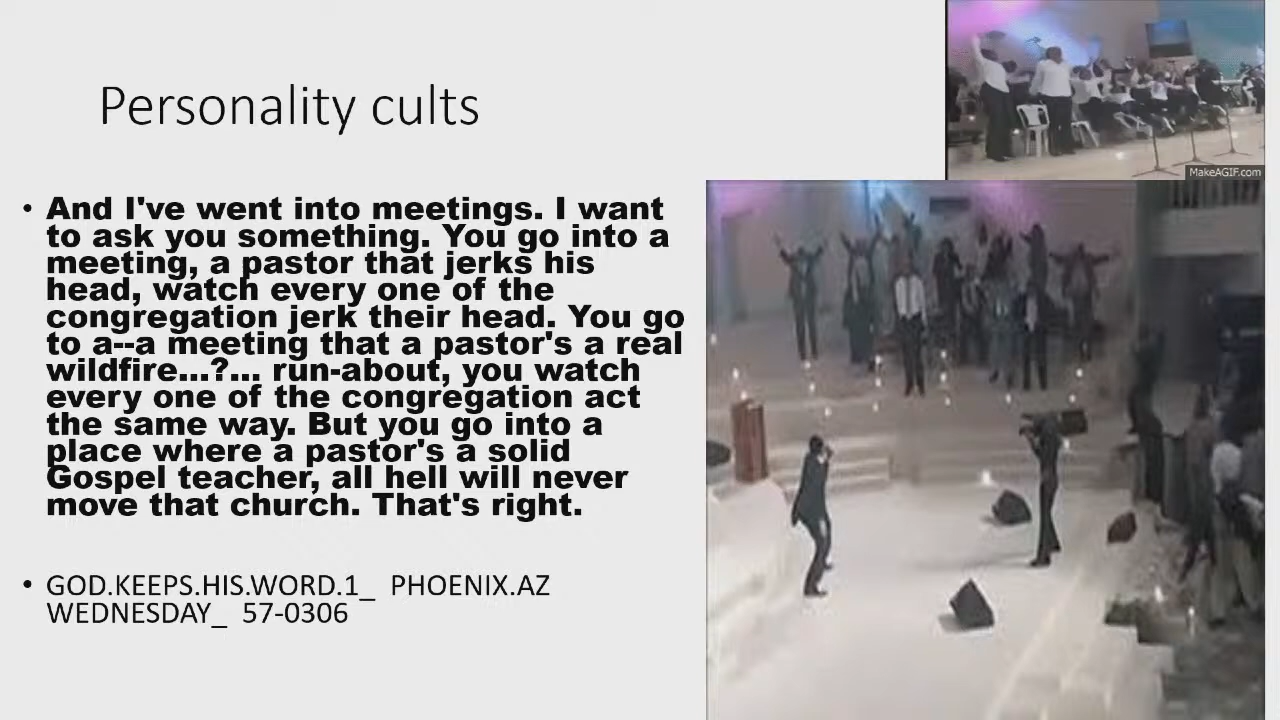 Personality cults
MakeAGIF.com
• And I've went into meetings. I want
to ask you something. You go into a
meeting, a pastor that jerks his
head, watch every one of the
congregation jerk their head. You go
to a--a meeting that a pastor's a real
wildfire...?... run-about, you watch
every one of the congregation act
the same way. But you go into a
place where a pastor's a solid
Gospel teacher, all hell will never
move that church. That's right.
• GOD.KEEPS.HIS.WORD.1_ PHOENIX.AZ
WEDNESDAY_ 57-0306